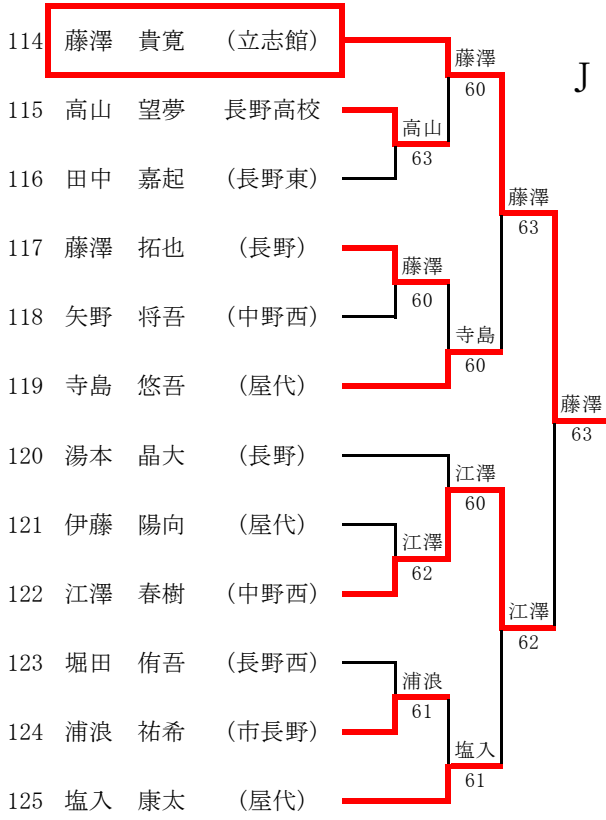 114 藤澤 貴寛 (立志館)
115 高山 望夢 長野高校
116 田中 嘉起 (長野東)
117 藤澤 拓也 (長野)
118 矢野 将吾 (中野西)
119 寺島 悠吾 (屋代)
120 湯本 晶大 (長野)
121 伊藤 陽向 (屋代)
122 江澤 春樹 (中野西)
123 堀田 侑吾 (長野西)
124 浦浪 祐希 (市長野)
125 塩入 康太 (屋代)
高山
63
藤澤
60
江澤
62
浦浪
61
藤澤
60
寺島
60
江澤
60
塩入
61
藤澤
63
江澤
62
藤澤
63
J